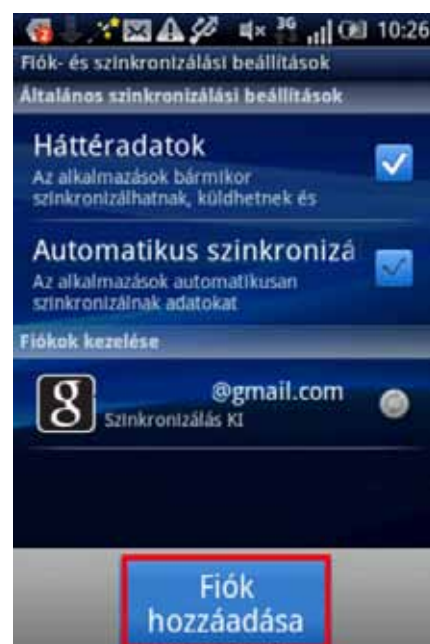 3G 10:26
Fiók- és szinkronizálási beállítások
Általános szinkronizálási beállítások
Háttéradatok
Az alkalmazások bármikor
szinkronizálhatnak, küldhetnek és
Automatikus szinkronizá
Az alkalmazások automatikusan
szinkronizálnak adatokat
Fiókok kezelése
g
@gmail.com
Szinkronizálás KI
Fiók
hozzáadása